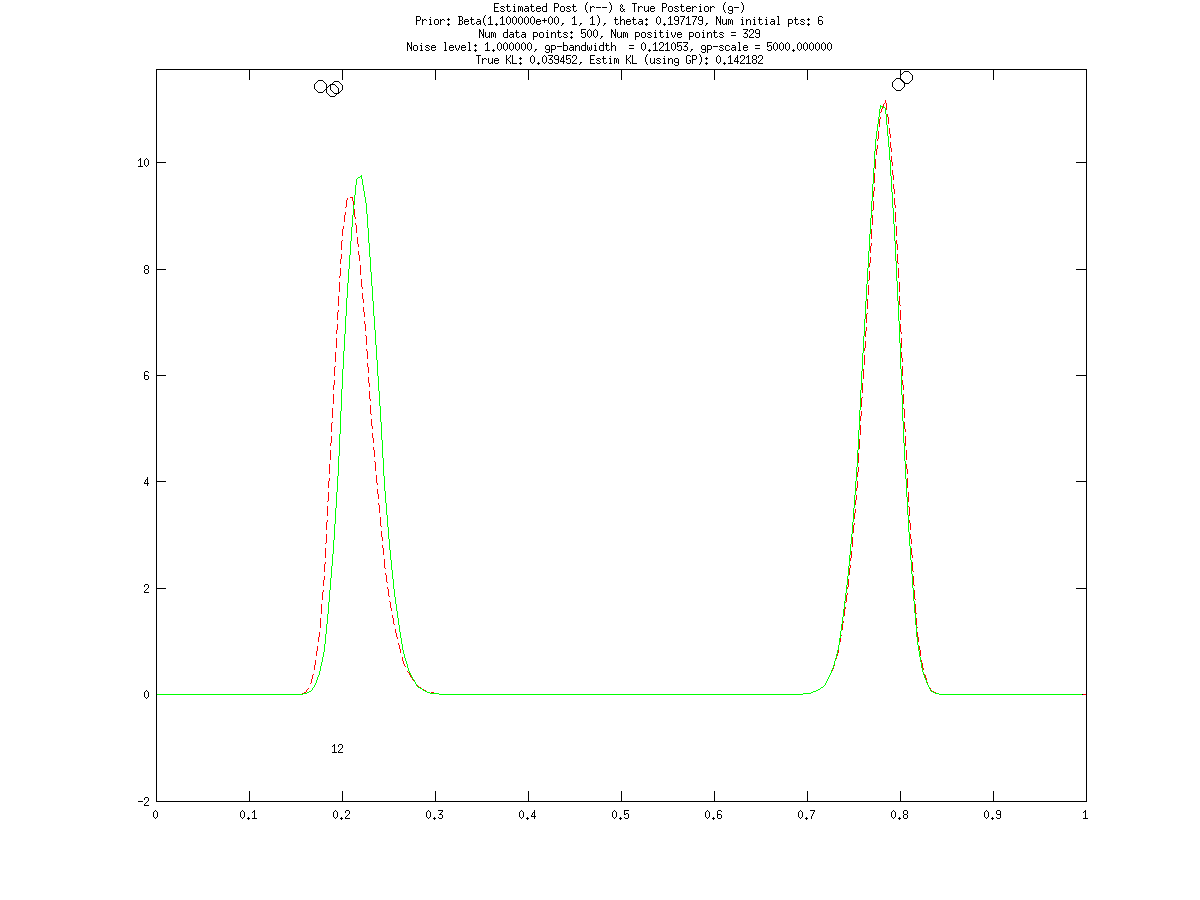 Estimated Post (r--) & True Posterior (g-)
Prior: Beta(1.100000e+00, 1, 1), theta: 0.197179, Num initial pts: 6
Num data points: 500, Num positive points = 329
Noise level: 1.000000, gp-bandwidth  = 0.121053, gp-scale = 5000.000000
True KL: 0.039452, Estim KL (using GP): 0.142182
10
8
6
4
2
0
12
-2
0 0.1 0.2 0.3 0.4 0.5 0.6 0.7 0.8 0.9 1